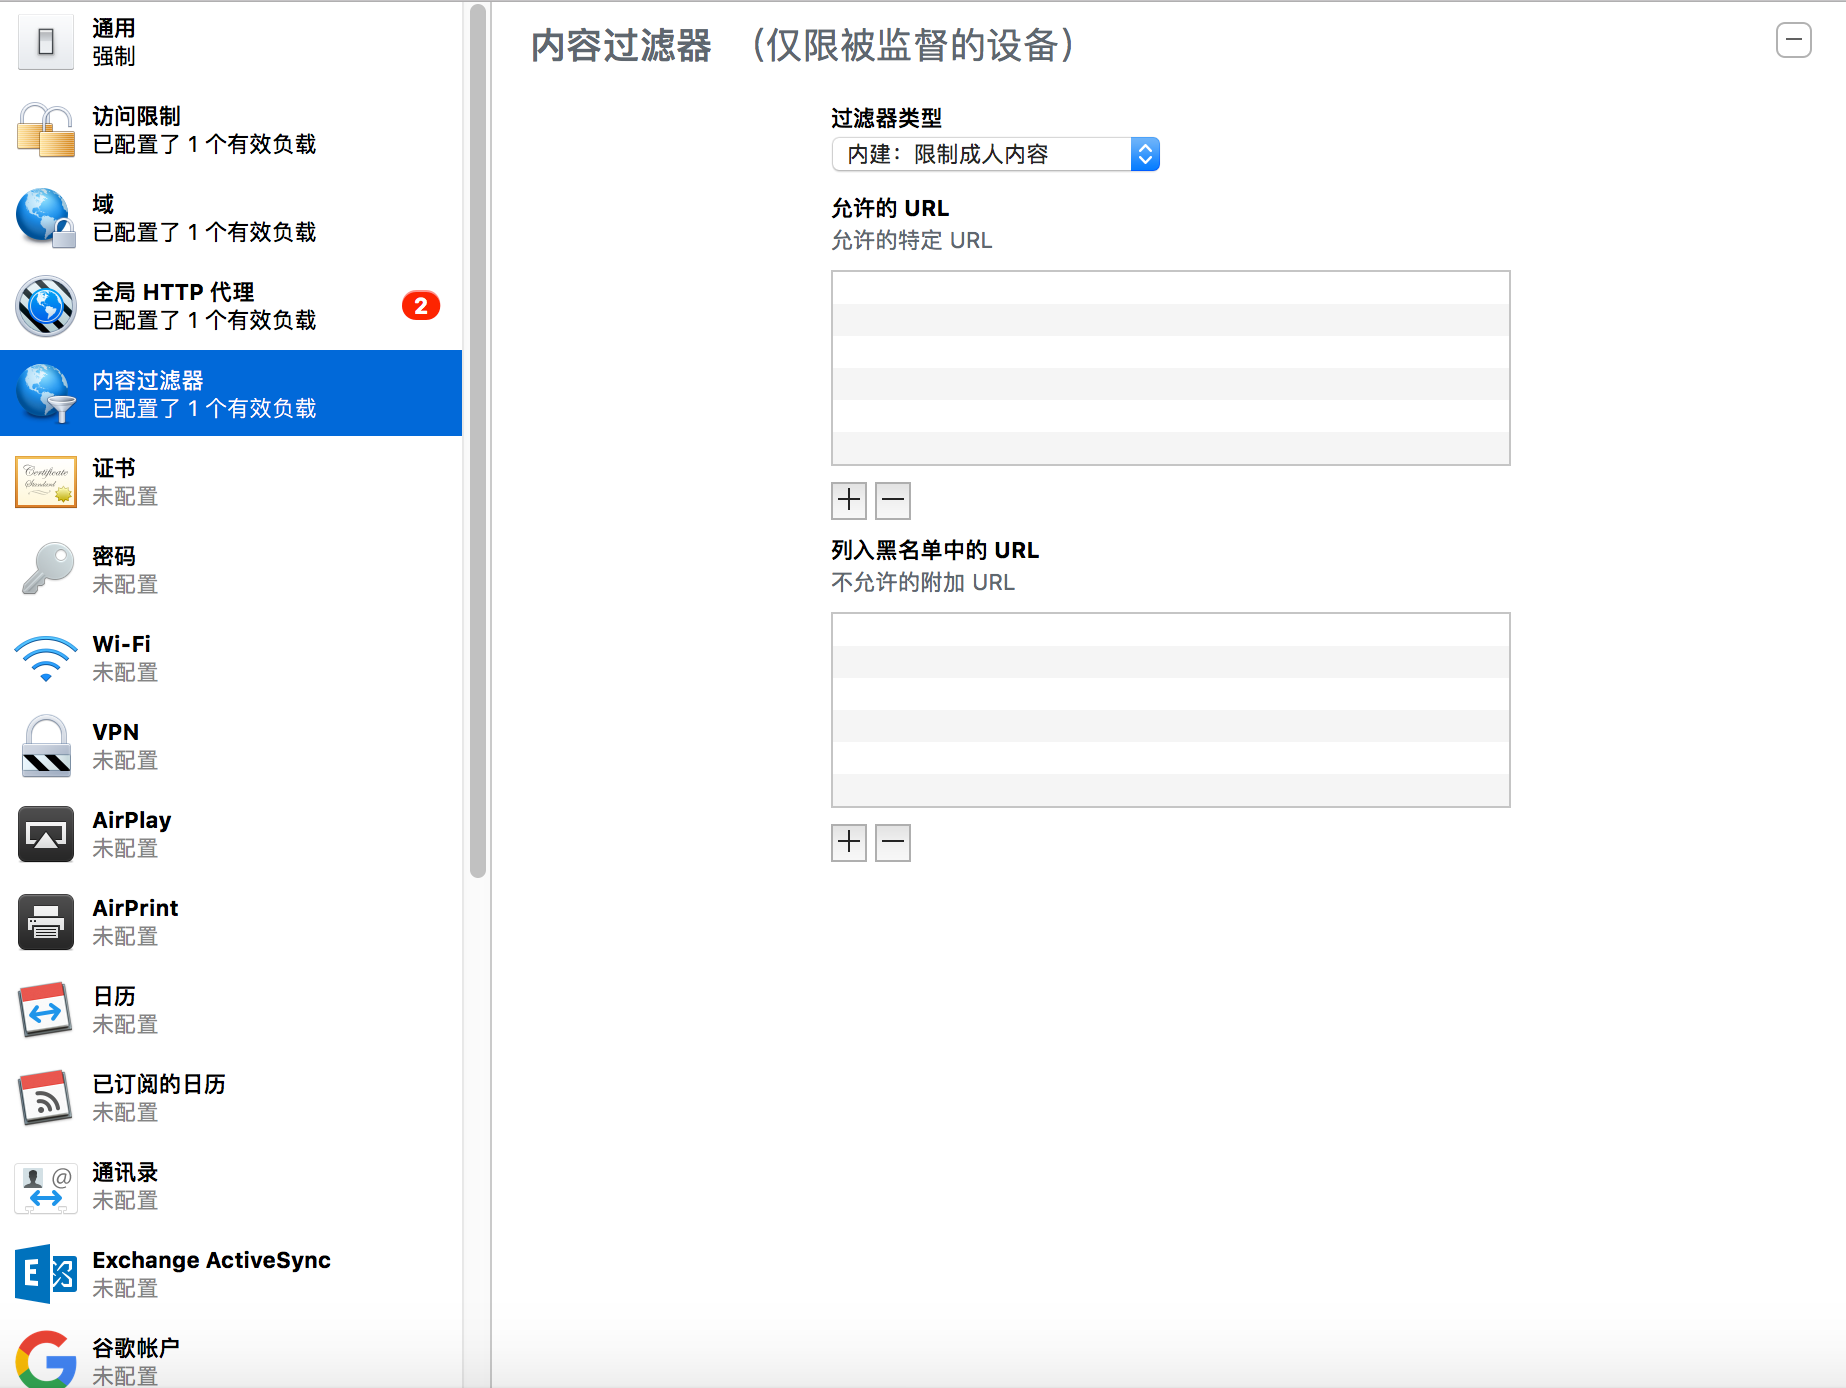 通用
强制
访问限制
已配置了 1 个有效负载
域
已配置了 1 个有效负载
全局 HTTP 代理
已配置了 1 个有效负载
2
内容过滤器
已配置了 1 个有效负载
证书
未配置
密码
未配置
Wi-Fi
未配置
VPN
未配置
AirPlay
未配置
AirPrint
未配置
日历
未配置
已订阅的日历
未配置
通讯录
未配置
Exchange ActiveSync
未配置
谷歌帐户
未配置
内容过滤器 （仅限被监督的设备）
过滤器类型
内建：限制成人内容
允许的 URL
允许的特定 URL
列入黑名单中的 URL
不允许的附加 URL
Certificate
Standard